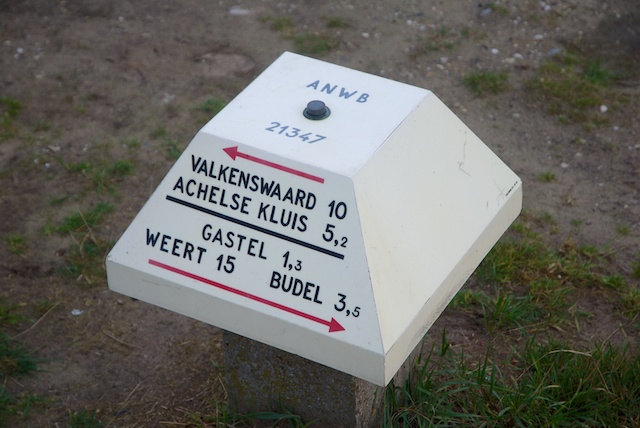 ANWB
21347
VALKENSWAARD 10
ACHELSE KLUIS 5,2
GASTEL 1,3
WEERT 15 BUDEL 3,5